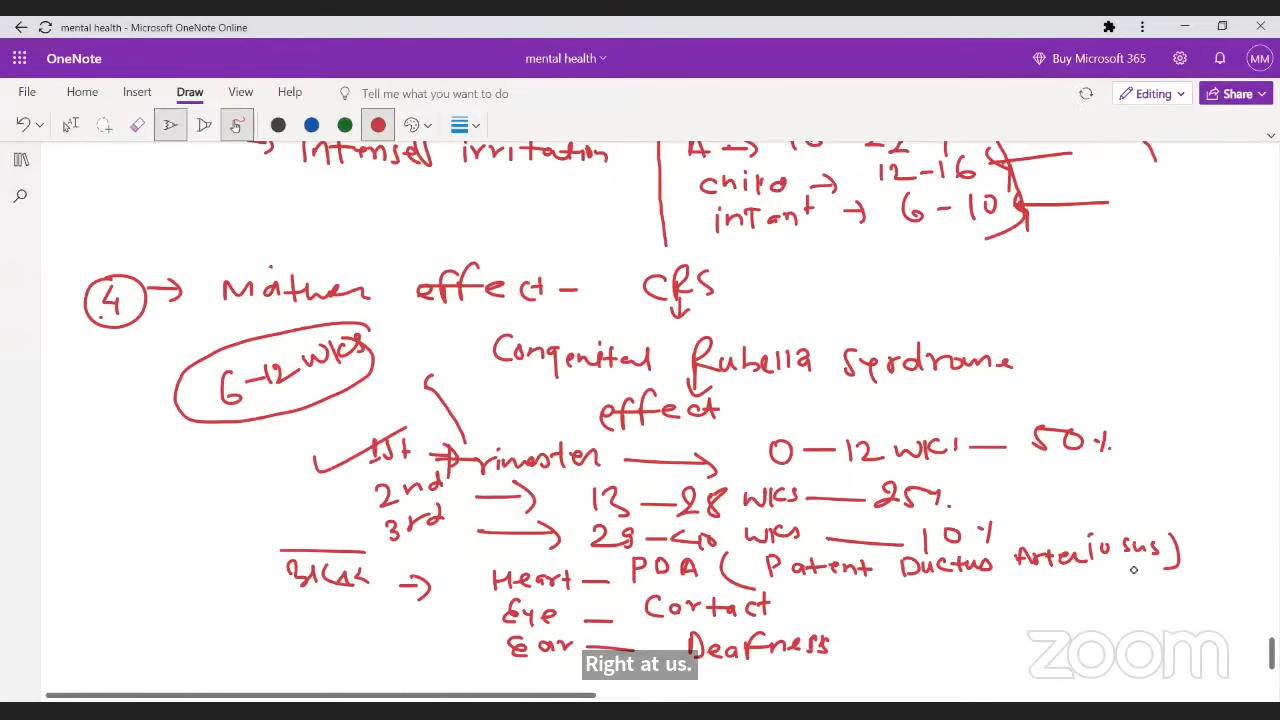 mental health - Microsoft OneNote Online
OneNote
mental health
Buy Microsoft 365
MM
File Home Insert Draw View Help Tell me what you want to do
Editing
Share
→ Intensed irritation
12-16
child →
infant → 6-10
4 → Mother effect - CRS
Congenital Rubella Syrdrome
6-12 WKS
effect
1st trimester → 0-12 WKS - 50%
2nd → 13-28 WKS - 25%
3rd → 29-40 WKS - 10%
→ Heart - PDA (Patent Ductus Arteriosus)
Eye - Cortact
Ear - Deafness
Right at us.
zoom